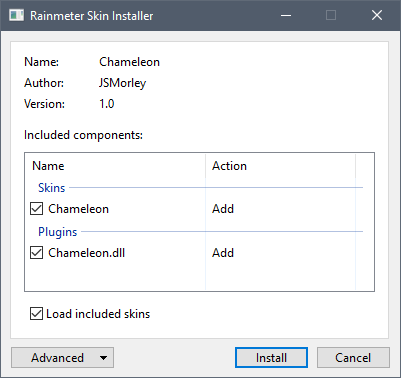 Rainmeter Skin Installer
Name: Chameleon
Author: JSMorley
Version: 1.0
Included components:
Name Action
Skins
Chameleon Add
Plugins
Chameleon.dll Add
Load included skins
Advanced Install Cancel